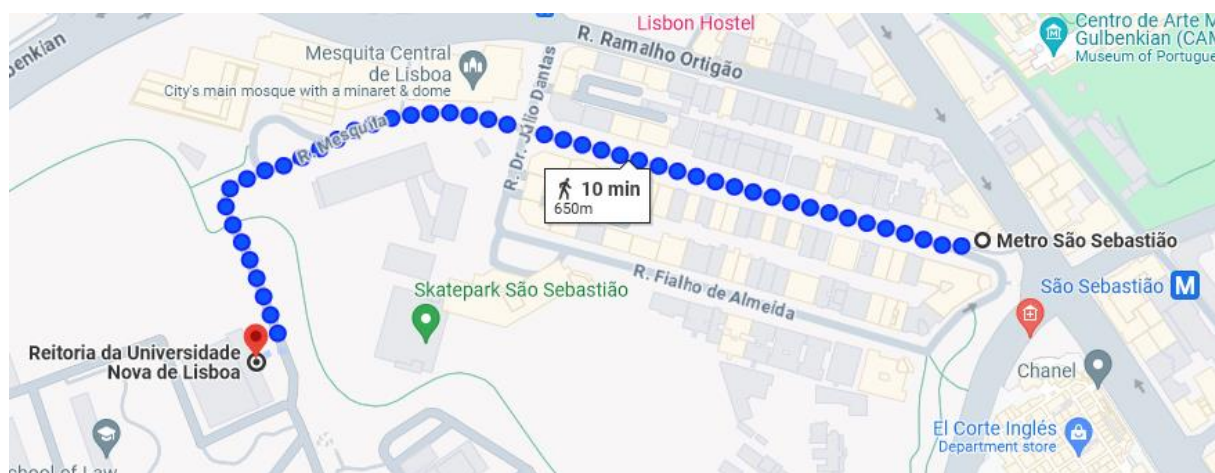 Lisbon Hostel
Centro de Arte M
Gulbenkian (CAM
Museum of Portugue
R. Ramalho Ortigão
Mesquita Central
de Lisboa
City's main mosque with a minaret & dome
R. Dr. Júlio Dantas
R. Mesquita
10 min
650m
Metro São Sebastião
São Sebastião M
R. Fialho de Almeida
Skatepark São Sebastião
Reitoria da Universidade
Nova de Lisboa
Chanel
El Corte Inglés
Department store
of Law